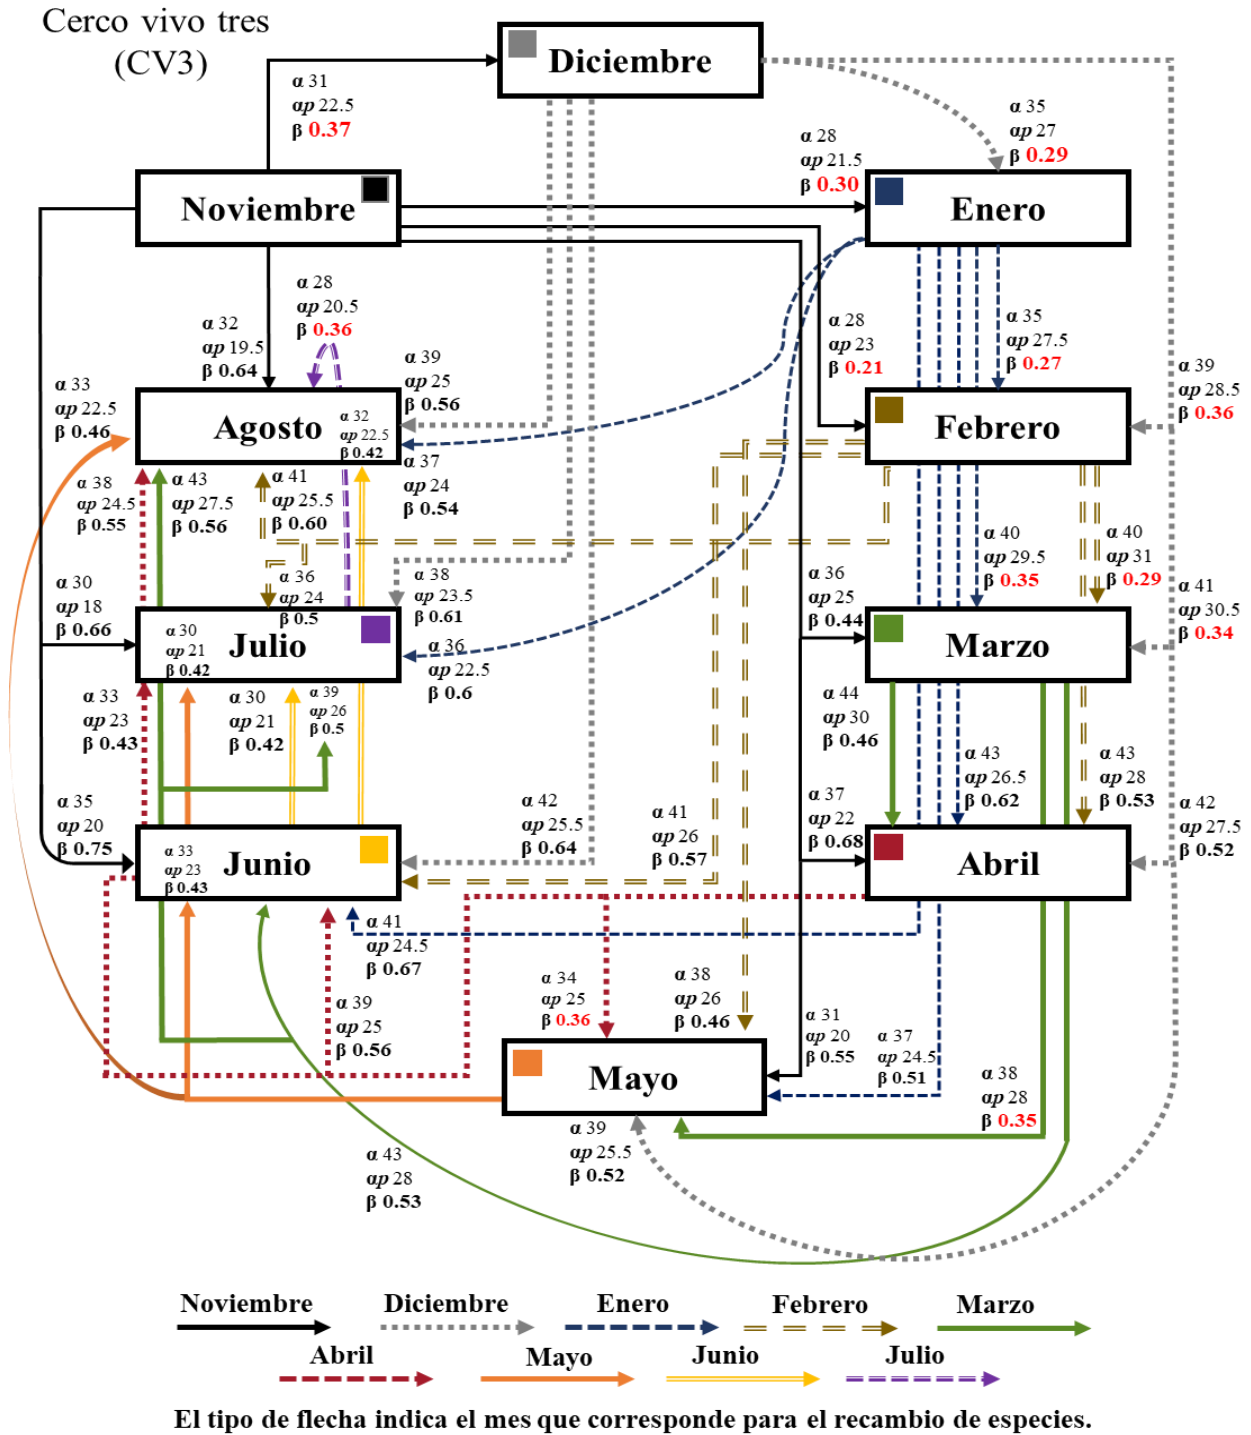 Cerco vivo tres
(CV3)
Diciembre
α 31
αp 22.5
β 0.37
α 35
αp 27
β 0.29
α 28
αp 21.5
β 0.30
Noviembre
Enero
α 28
αp 20.5
β 0.36
α 32
αp 19.5
β 0.64
α 28
αp 23
β 0.21
α 35
αp 27.5
β 0.27
α 39
αp 25
β 0.56
α 39
αp 28.5
β 0.36
α 33
αp 22.5
β 0.46
Agosto
α 32
αp 22.5
β 0.42
Febrero
α 38
αp 24.5
β 0.55
α 43
αp 27.5
β 0.56
α 41
αp 25.5
β 0.60
α 37
αp 24
β 0.54
α 40
αp 29.5
β 0.35
α 40
αp 31
β 0.29
α 30
αp 18
β 0.66
α 36
αp 24
β 0.5
α 38
αp 23.5
β 0.61
α 36
αp 25
β 0.44
α 41
αp 30.5
β 0.34
Julio
α 30
αp 21
β 0.42
α 36
αp 22.5
β 0.6
Marzo
α 33
αp 23
β 0.43
α 30
αp 21
β 0.42
α 39
αp 26
β 0.5
α 44
αp 30
β 0.46
α 43
αp 26.5
β 0.62
α 43
αp 28
β 0.53
α 35
αp 20
β 0.75
α 42
αp 25.5
β 0.64
α 41
αp 26
β 0.57
α 37
αp 22
β 0.68
α 42
αp 27.5
β 0.52
Junio
α 33
αp 23
β 0.43
Abril
α 41
αp 24.5
β 0.67
α 39
αp 25
β 0.56
α 34
αp 25
β 0.36
α 38
αp 26
β 0.46
α 31
αp 20
β 0.55
α 37
αp 24.5
β 0.51
Mayo
α 38
αp 28
β 0.35
α 39
αp 25.5
β 0.52
α 43
αp 28
β 0.53
Noviembre
Diciembre
Enero
Febrero
Marzo
Abril
Mayo
Junio
Julio
El tipo de flecha indica el mes que corresponde para el recambio de especies.